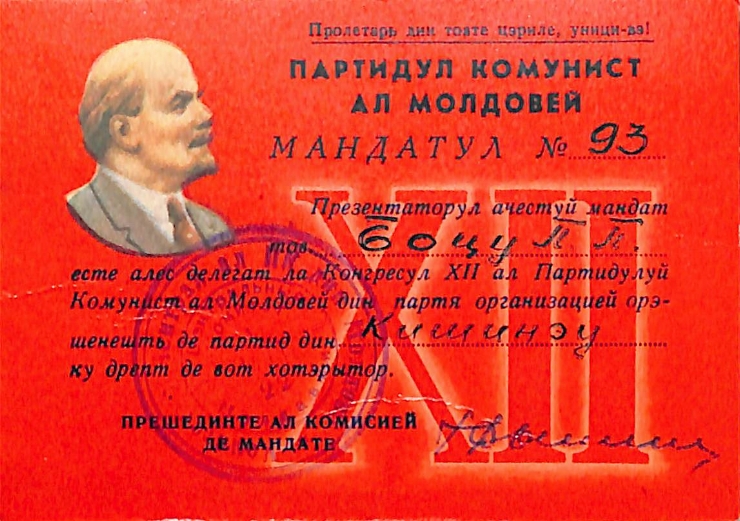 Пролетарь дин тоате цэриле, уници-вэ!
ПАРТИДУЛ КОМУНИСТ
АЛ МОЛДОВЕЙ
МАНДАТУЛ № 93
XII
Презентаторул ачестуй мандат
тов. Боцу П. П.
есте алес делегат ла Конгресул XII ал Партидулуй
Комунист ал Молдовей дин партя организацией орэ-
шенешть де партид дин Кишинэу
ку дрепт де вот хотэрытор.
ПРЕШЕДИНТЕ АЛ КОМИСИЕЙ
ДЕ МАНДАТЕ